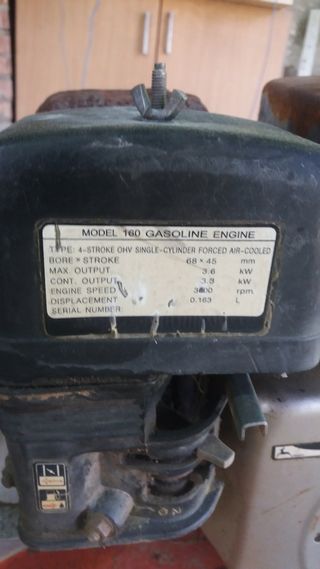 MODEL 160 GASOLINE ENGINE
TYPE: 4-STROKE OHV SINGLE-CYLINDER FORCED AIR-COOLED
BORE*STROKE 68*45 mm
MAX. OUTPUT 3.6 kW
CONT. OUTPUT 3.3 kW
ENGINE SPEED rpm.
DISPLACEMENT 0.163 L
SERIAL NUMBER: